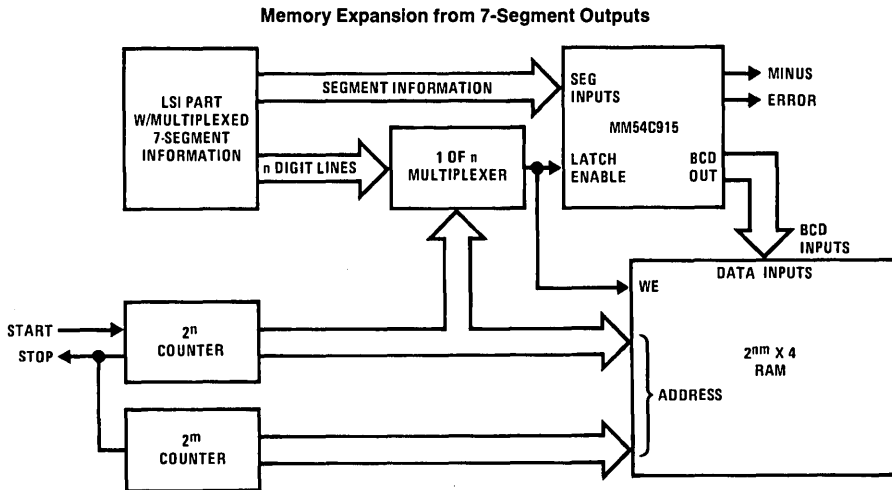 Memory Expansion from 7-Segment Outputs
LSI PART
W/MULTIPLEXED
7-SEGMENT
INFORMATION
SEGMENT INFORMATION
n DIGIT LINES
1 OF n
MULTIPLEXER
SEG
INPUTS
MM54C915
LATCH
ENABLE
BCD
OUT
MINUS
ERROR
BCD
INPUTS
DATA INPUTS
WE
2ⁿᵐ X 4
RAM
ADDRESS
START
STOP
2ⁿ
COUNTER
2ᵐ
COUNTER